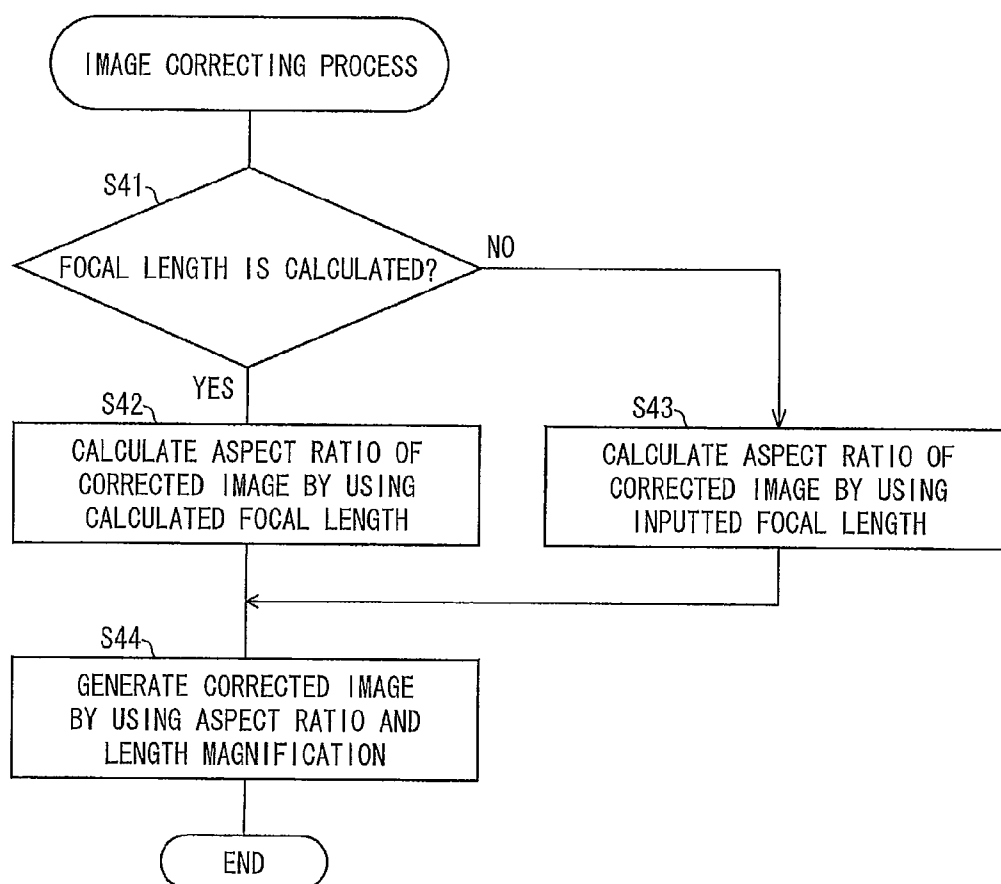 IMAGE CORRECTING PROCESS
S41
FOCAL LENGTH IS CALCULATED?
NO
YES
S42
CALCULATE ASPECT RATIO OF
CORRECTED IMAGE BY USING
CALCULATED FOCAL LENGTH
S43
CALCULATE ASPECT RATIO OF
CORRECTED IMAGE BY USING
INPUTTED FOCAL LENGTH
S44
GENERATE CORRECTED IMAGE
BY USING ASPECT RATIO AND
LENGTH MAGNIFICATION
END